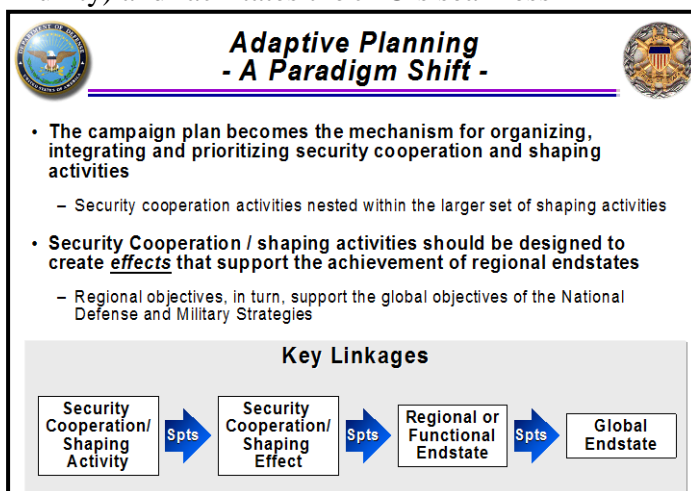 Adaptive Planning
- A Paradigm Shift -
• The campaign plan becomes the mechanism for organizing,
integrating and prioritizing security cooperation and shaping
activities
– Security cooperation activities nested within the larger set of shaping activities
• Security Cooperation / shaping activities should be designed to
create effects that support the achievement of regional endstates
– Regional objectives, in turn, support the global objectives of the National
Defense and Military Strategies
Key Linkages
Security
Cooperation/
Shaping
Activity
Spts
Security
Cooperation/
Shaping
Effect
Spts
Regional or
Functional
Endstate
Spts
Global
Endstate